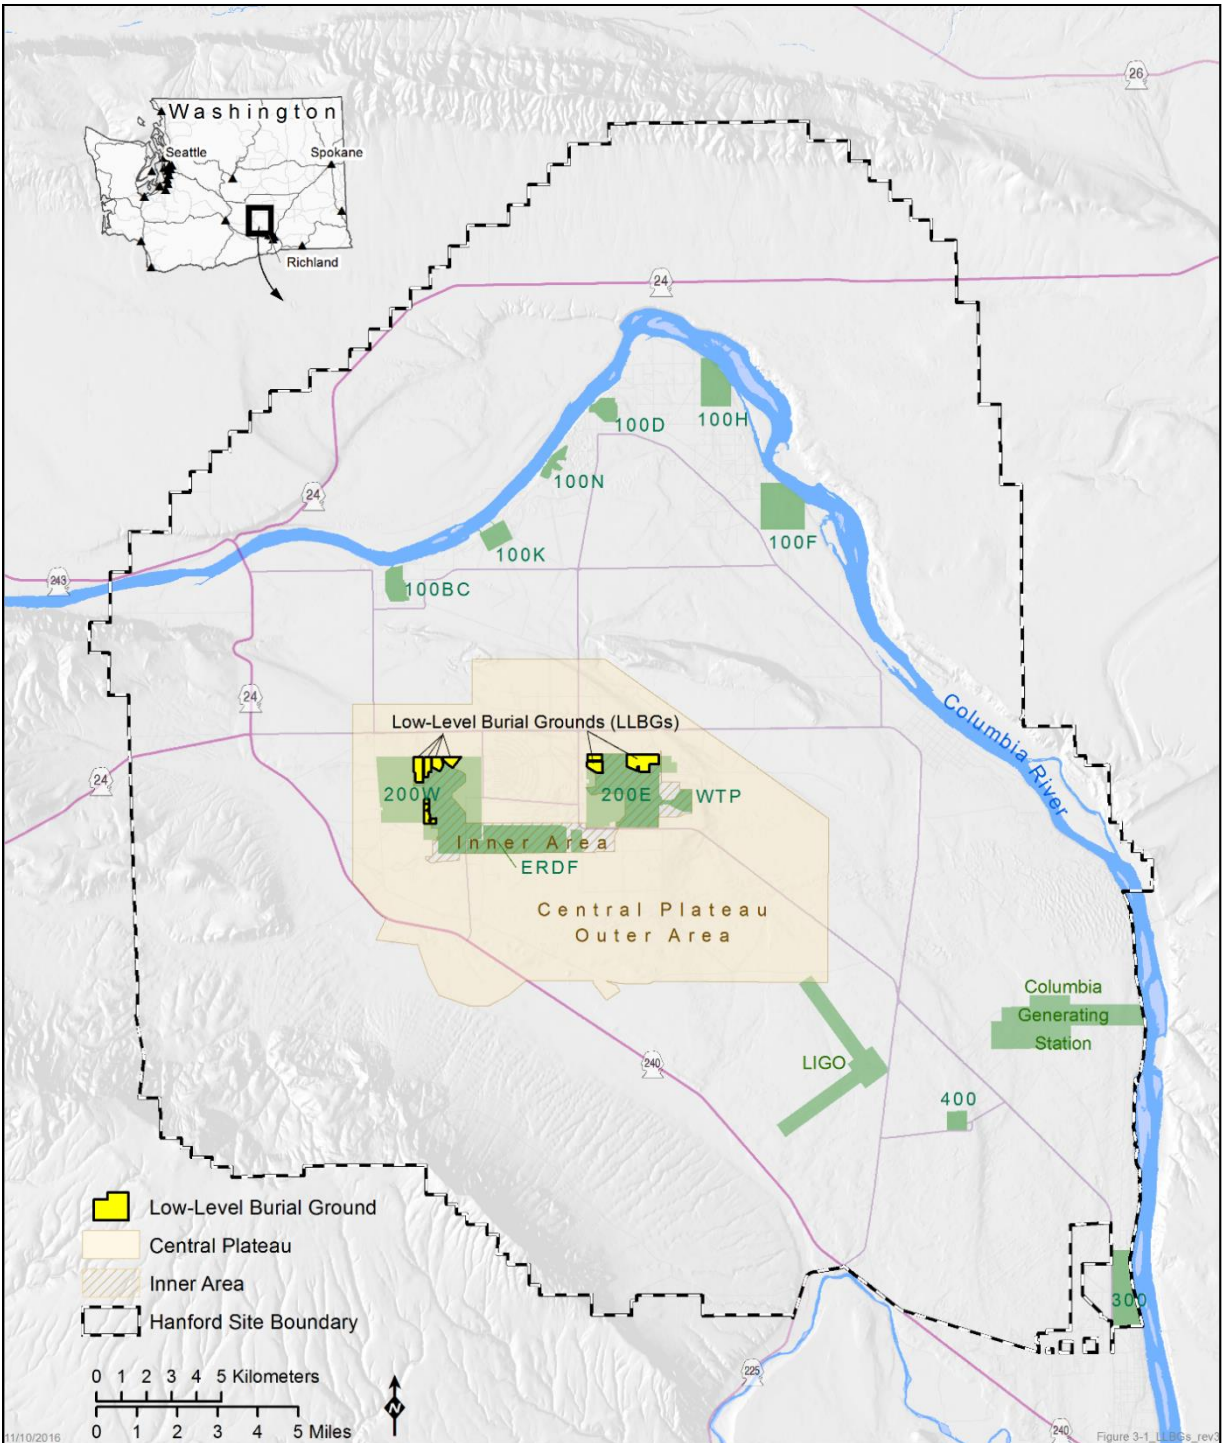 26
Washington
Seattle
Spokane
Richland
24
100D
100H
100N
24
100F
100K
243
100BC
24
Columbia River
Low-Level Burial Grounds (LLBGs)
24
200W
200E
WTP
Inner Area
ERDF
Central Plateau
Outer Area
Columbia
Generating
Station
LIGO
240
400
Low-Level Burial Ground
Central Plateau
Inner Area
Hanford Site Boundary
300
0 1 2 3 4 5 Kilometers
0 1 2 3 4 5 Miles
N
225
240
11/10/2016
Figure 3-1_LLBGs_rev3